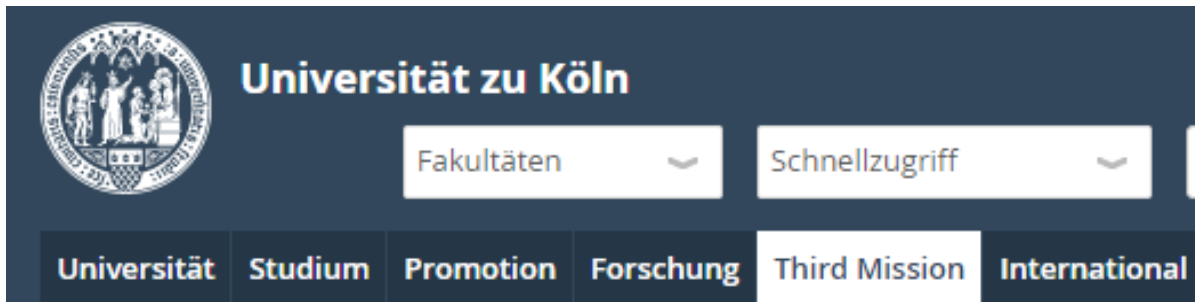 Universität zu Köln
Fakultäten Schnellzugriff
Universität Studium Promotion Forschung Third Mission International